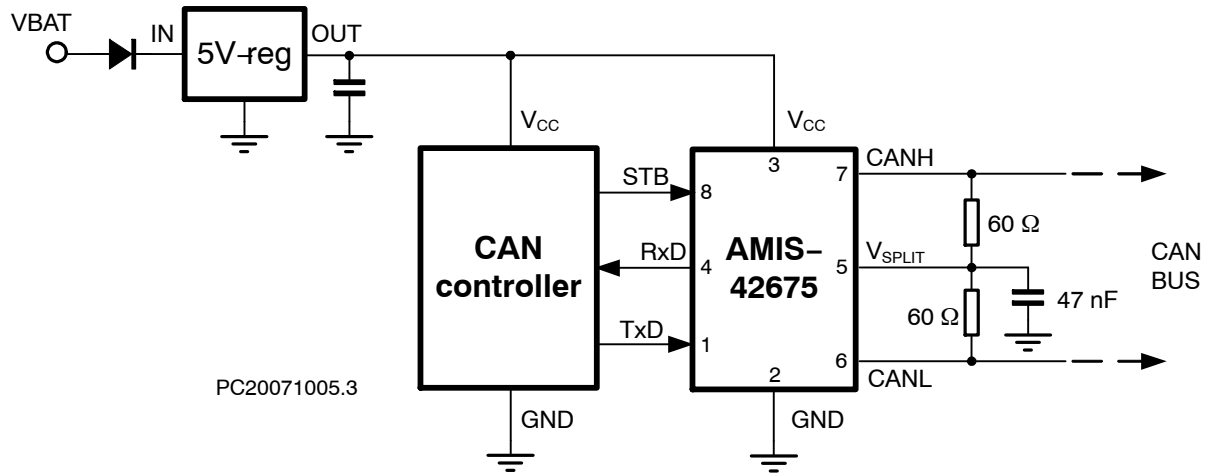 VBAT
IN
5V-reg
OUT
VCC
VCC
CAN
controller
STB
RxD
TxD
8
4
1
3
AMIS-
42675
2
7
5
6
CANH
VSPLIT
CANL
60 Ω
60 Ω
47 nF
CAN
BUS
PC20071005.3
GND
GND